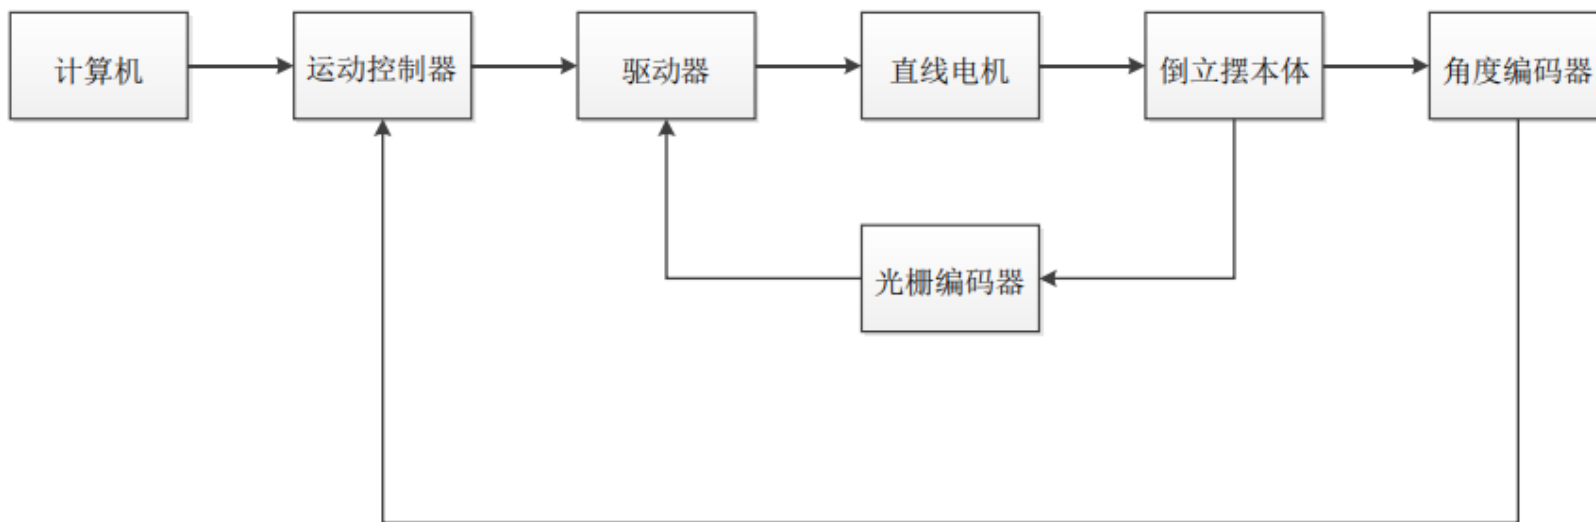 计算机
运动控制器
驱动器
直线电机
倒立摆本体
角度编码器
光栅编码器